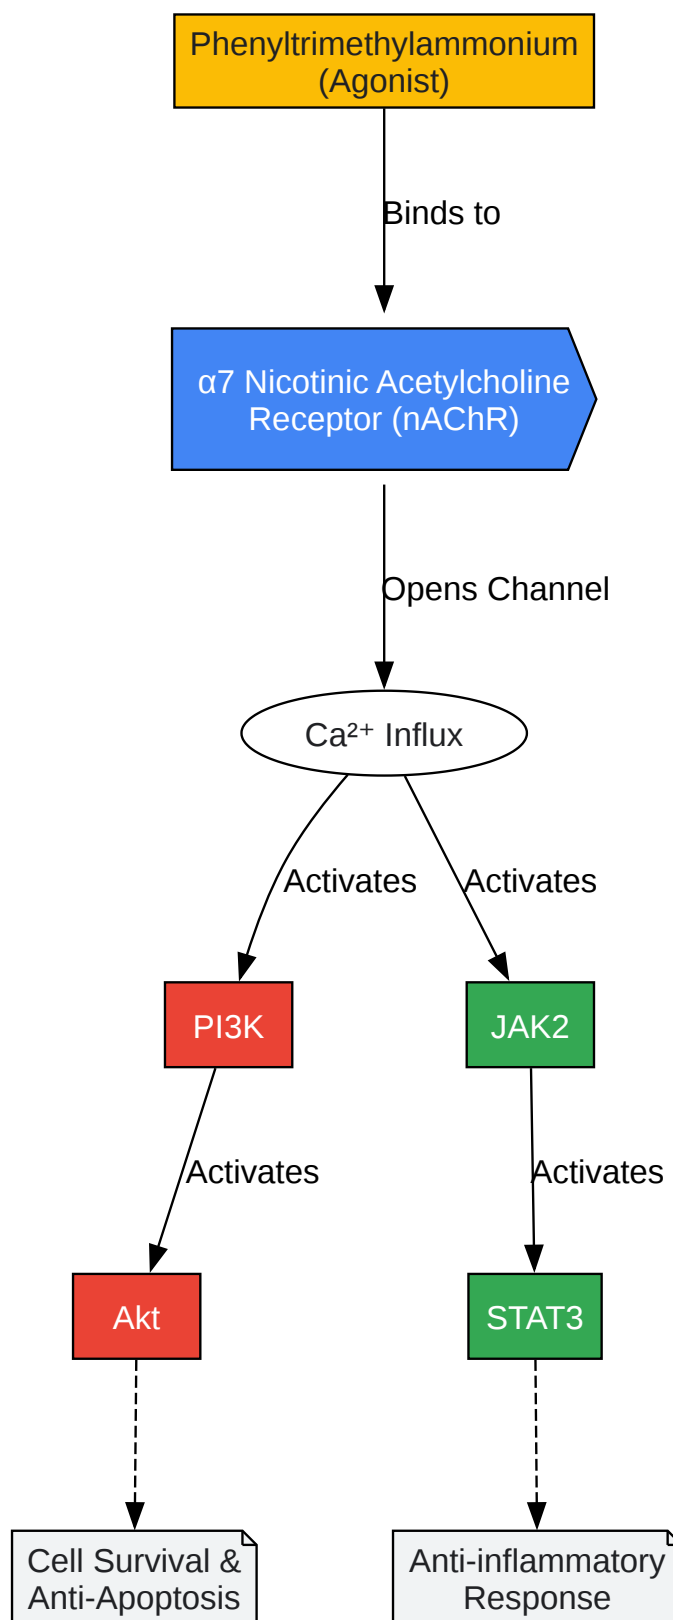 Phenyltrimethylammonium
(Agonist)
Binds to
α7 Nicotinic Acetylcholine
Receptor (nAChR)
Opens Channel
Ca²⁺ Influx
Activates
Activates
PI3K
JAK2
Activates
Activates
Akt
STAT3
Cell Survival &
Anti-Apoptosis
Anti-inflammatory
Response